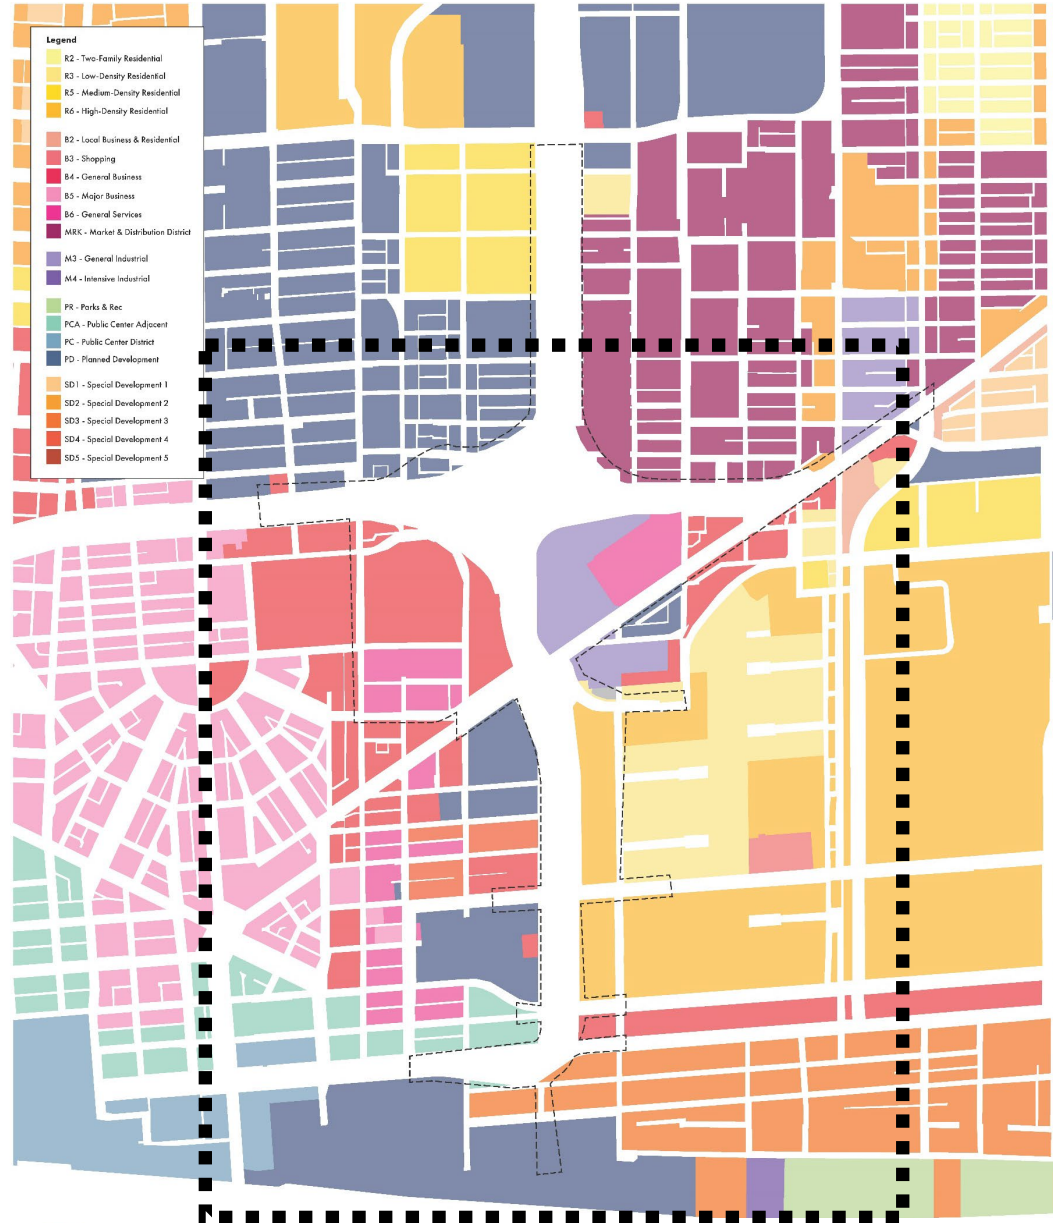 Legend
R2 - Two-Family Residential
R3 - Low-Density Residential
R5 - Medium-Density Residential
R6 - High-Density Residential
B2 - Local Business & Residential
B3 - Shopping
B4 - General Business
B5 - Major Business
B6 - General Services
MRK - Market & Distribution District
M3 - General Industrial
M4 - Intensive Industrial
PR - Parks & Rec
PCA - Public Center Adjacent
PC - Public Center District
PD - Planned Development
SD1 - Special Development 1
SD2 - Special Development 2
SD3 - Special Development 3
SD4 - Special Development 4
SD5 - Special Development 5